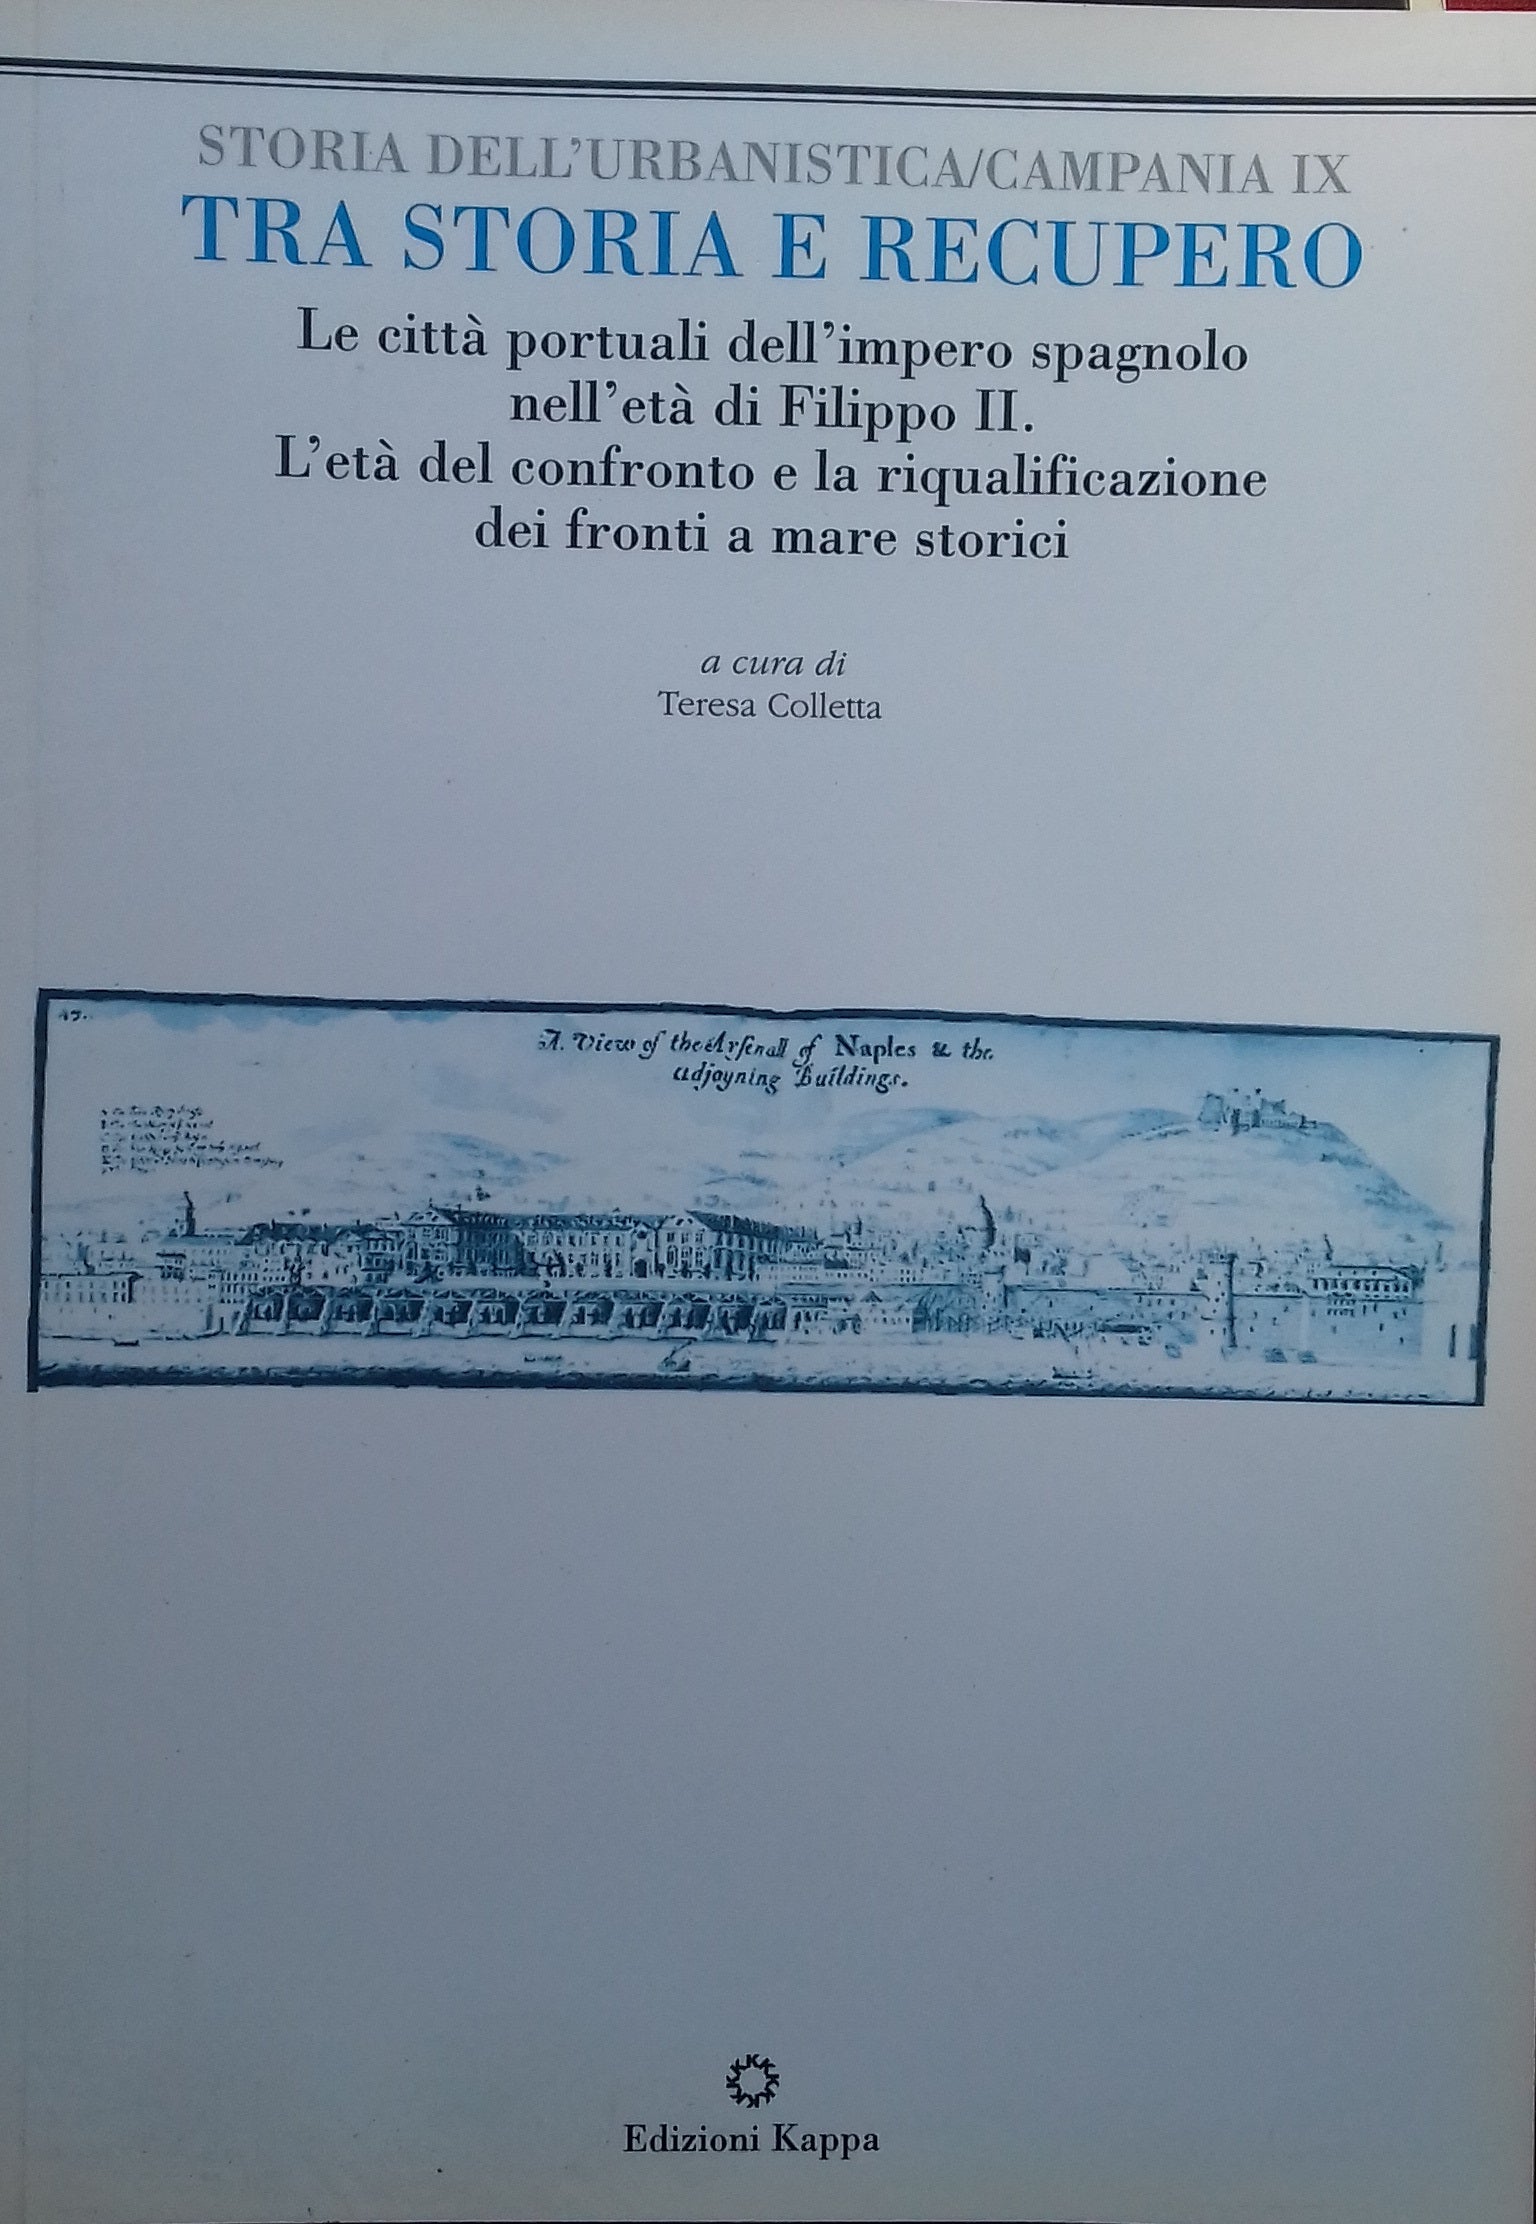 STORIA DELL'URBANISTICA/CAMPANIA IX
TRA STORIA E RECUPERO
Le città portuali dell'impero spagnolo
nell'età di Filippo II.
L'età del confronto e la riqualificazione
dei fronti a mare storici
a cura di
Teresa Colletta
A View of the Arsenall of Naples & the
adjoyning Buildings.
Edizioni Kappa